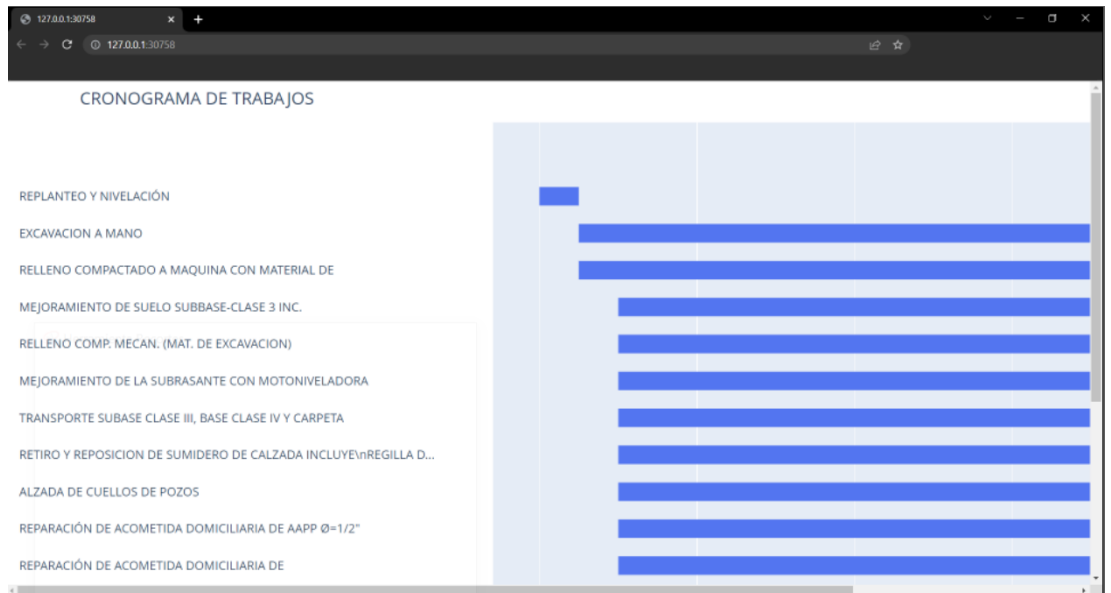 127.0.0.1:30758
127.0.0.1:30758
CRONOGRAMA DE TRABAJOS
REPLANTEO Y NIVELACIÓN
EXCAVACION A MANO
RELLENO COMPACTADO A MAQUINA CON MATERIAL DE
MEJORAMIENTO DE SUELO SUBBASE-CLASE 3 INC.
RELLENO COMP. MECAN. (MAT. DE EXCAVACION)
MEJORAMIENTO DE LA SUBRASANTE CON MOTONIVELADORA
TRANSPORTE SUBASE CLASE III, BASE CLASE IV Y CARPETA
RETIRO Y REPOSICION DE SUMIDERO DE CALZADA INCLUYE\nREGILLA D...
ALZADA DE CUELLOS DE POZOS
REPARACIÓN DE ACOMETIDA DOMICILIARIA DE AAPP Ø=1/2"
REPARACIÓN DE ACOMETIDA DOMICILIARIA DE